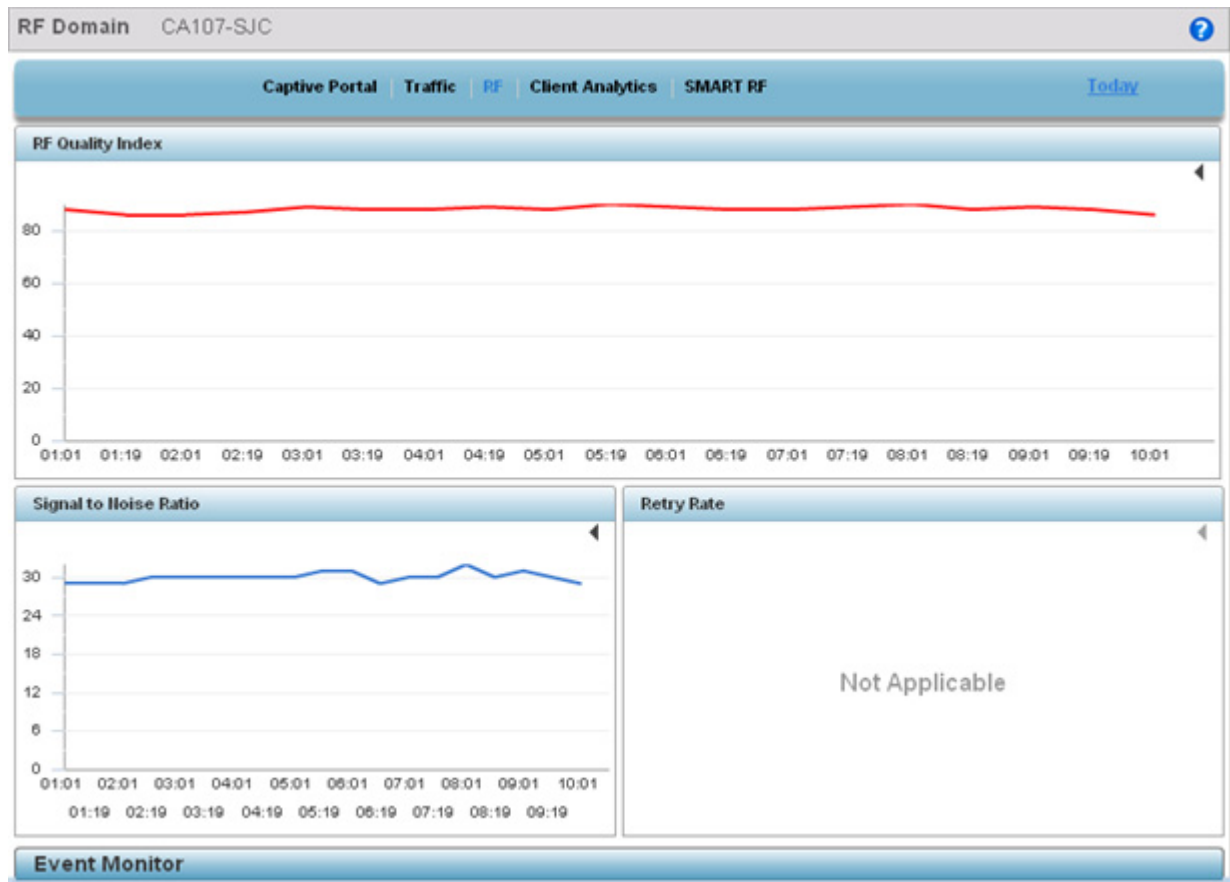 RF Domain CA107-SJC ?
Captive Portal Traffic RF Client Analytics SMART RF Today
RF Quality Index
80
60
40
20
0
01:01 01:19 02:01 02:19 03:01 03:19 04:01 04:19 05:01 05:19 06:01 06:19 07:01 07:19 08:01 08:19 09:01 09:19 10:01
Signal to Noise Ratio
30
24
18
12
6
0
01:01 02:01 03:01 04:01 05:01 06:01 07:01 08:01 09:01 10:01
01:19 02:19 03:19 04:19 05:19 06:19 07:19 08:19 09:19
Retry Rate
Not Applicable
Event Monitor